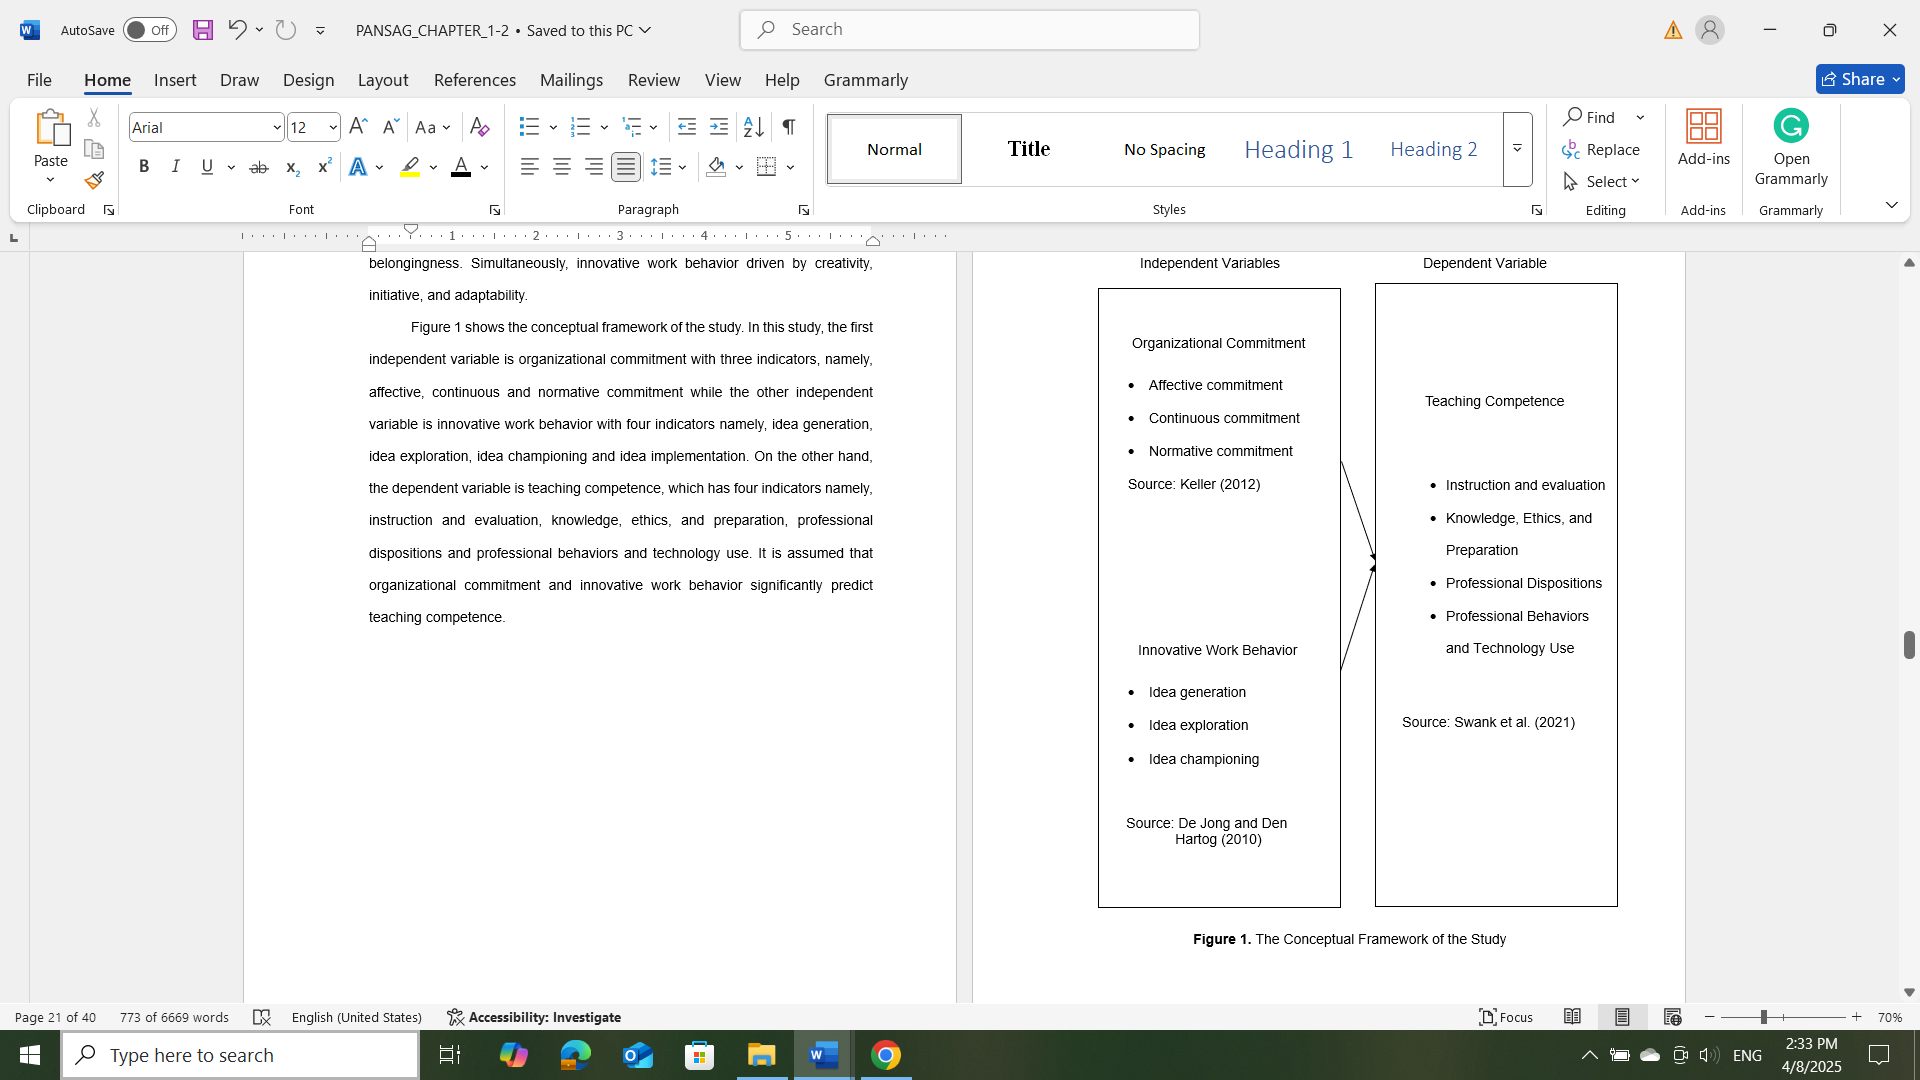 AutoSave Off PANSAG_CHAPTER_1-2 • Saved to this PC Search
File Home Insert Draw Design Layout References Mailings Review View Help Grammarly Share
Paste
Clipboard
Arial 12
Aa
B I U ab x₂ x² A A
Font
Paragraph
Normal Title No Spacing Heading 1 Heading 2
Styles
Find
Replace
Select
Editing
Add-ins
Add-ins
Open
Grammarly
Grammarly
1 2 3 4 5
belongingness. Simultaneously, innovative work behavior driven by creativity,
initiative, and adaptability.
Figure 1 shows the conceptual framework of the study. In this study, the first
independent variable is organizational commitment with three indicators, namely,
affective, continuous and normative commitment while the other independent
variable is innovative work behavior with four indicators namely, idea generation,
idea exploration, idea championing and idea implementation. On the other hand,
the dependent variable is teaching competence, which has four indicators namely,
instruction and evaluation, knowledge, ethics, and preparation, professional
dispositions and professional behaviors and technology use. It is assumed that
organizational commitment and innovative work behavior significantly predict
teaching competence.
Independent Variables
Organizational Commitment
• Affective commitment
• Continuous commitment
• Normative commitment
Source: Keller (2012)
Innovative Work Behavior
• Idea generation
• Idea exploration
• Idea championing
Source: De Jong and Den
Hartog (2010)
Dependent Variable
Teaching Competence
• Instruction and evaluation
• Knowledge, Ethics, and
Preparation
• Professional Dispositions
• Professional Behaviors
and Technology Use
Source: Swank et al. (2021)
Figure 1. The Conceptual Framework of the Study
Page 21 of 40 773 of 6669 words English (United States) Accessibility: Investigate Focus 70%
Type here to search ENG
2:33 PM
4/8/2025